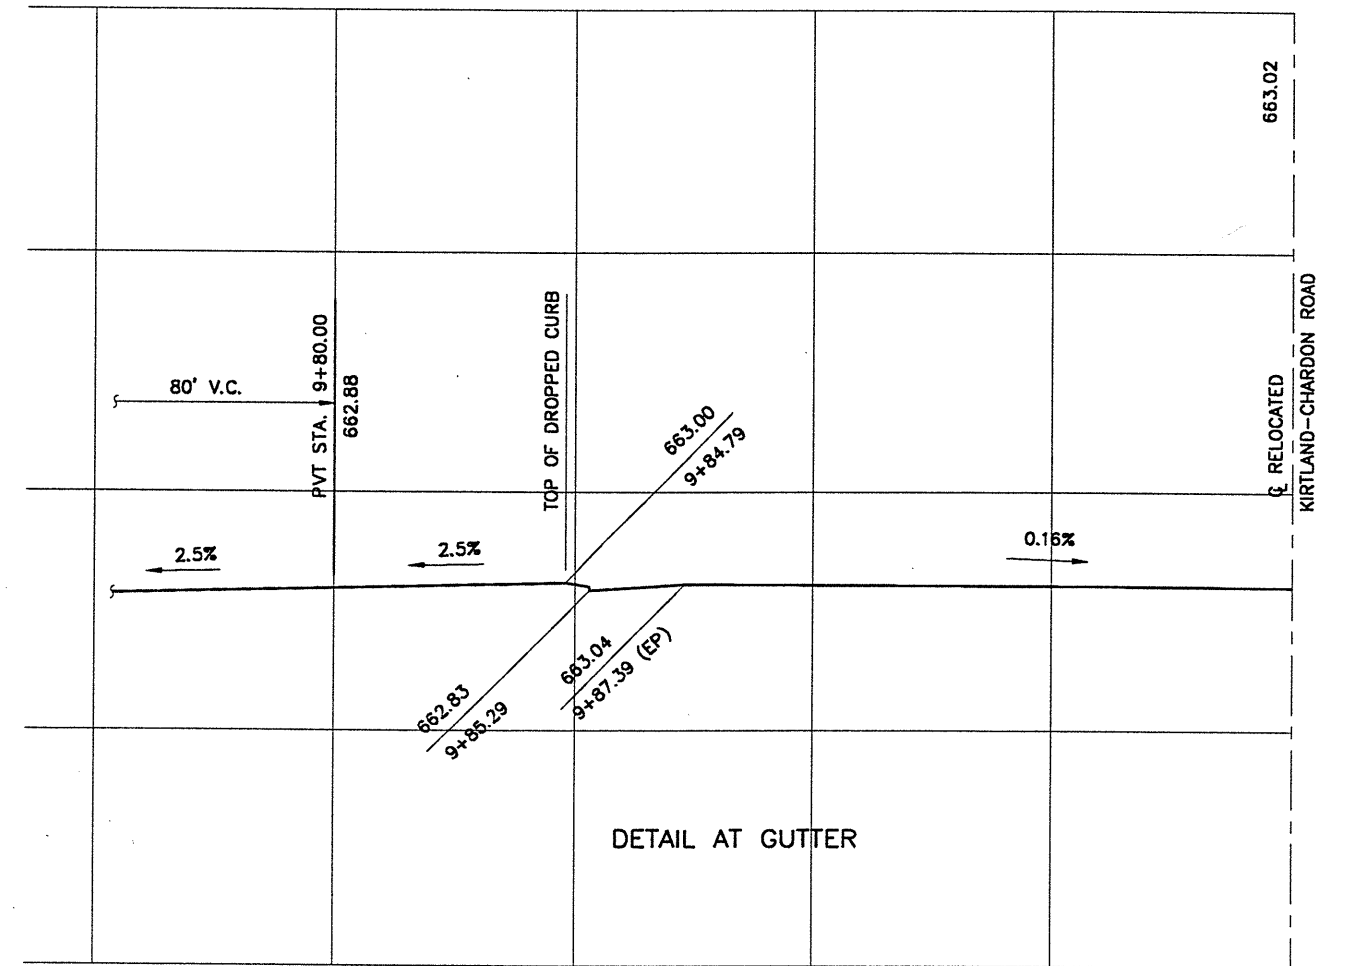 663.02
80' V.C.
PVT STA. 9+80.00
662.88
TOP OF DROPPED CURB
663.00
9+84.79
℄ RELOCATED
KIRTLAND-CHARDON ROAD
2.5%
2.5%
0.16%
662.83
9+85.29
663.04
9+87.39 (EP)
DETAIL AT GUTTER